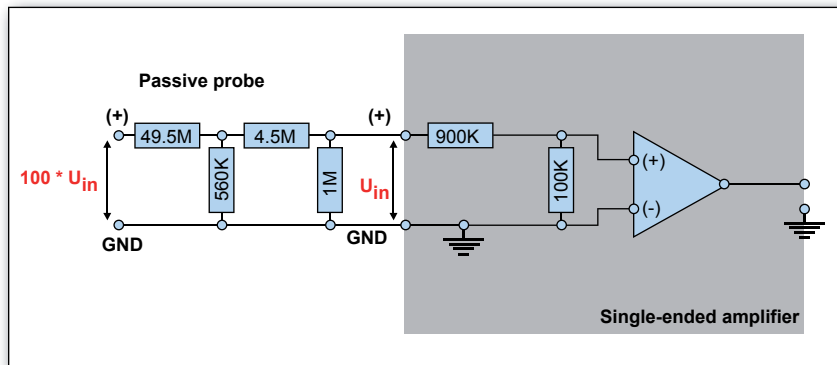 Passive probe
(+)
(+)
49.5M
4.5M
900K
100 * Uin
560K
1M
Uin
100K
(+)
(-)
GND
GND
Single-ended amplifier